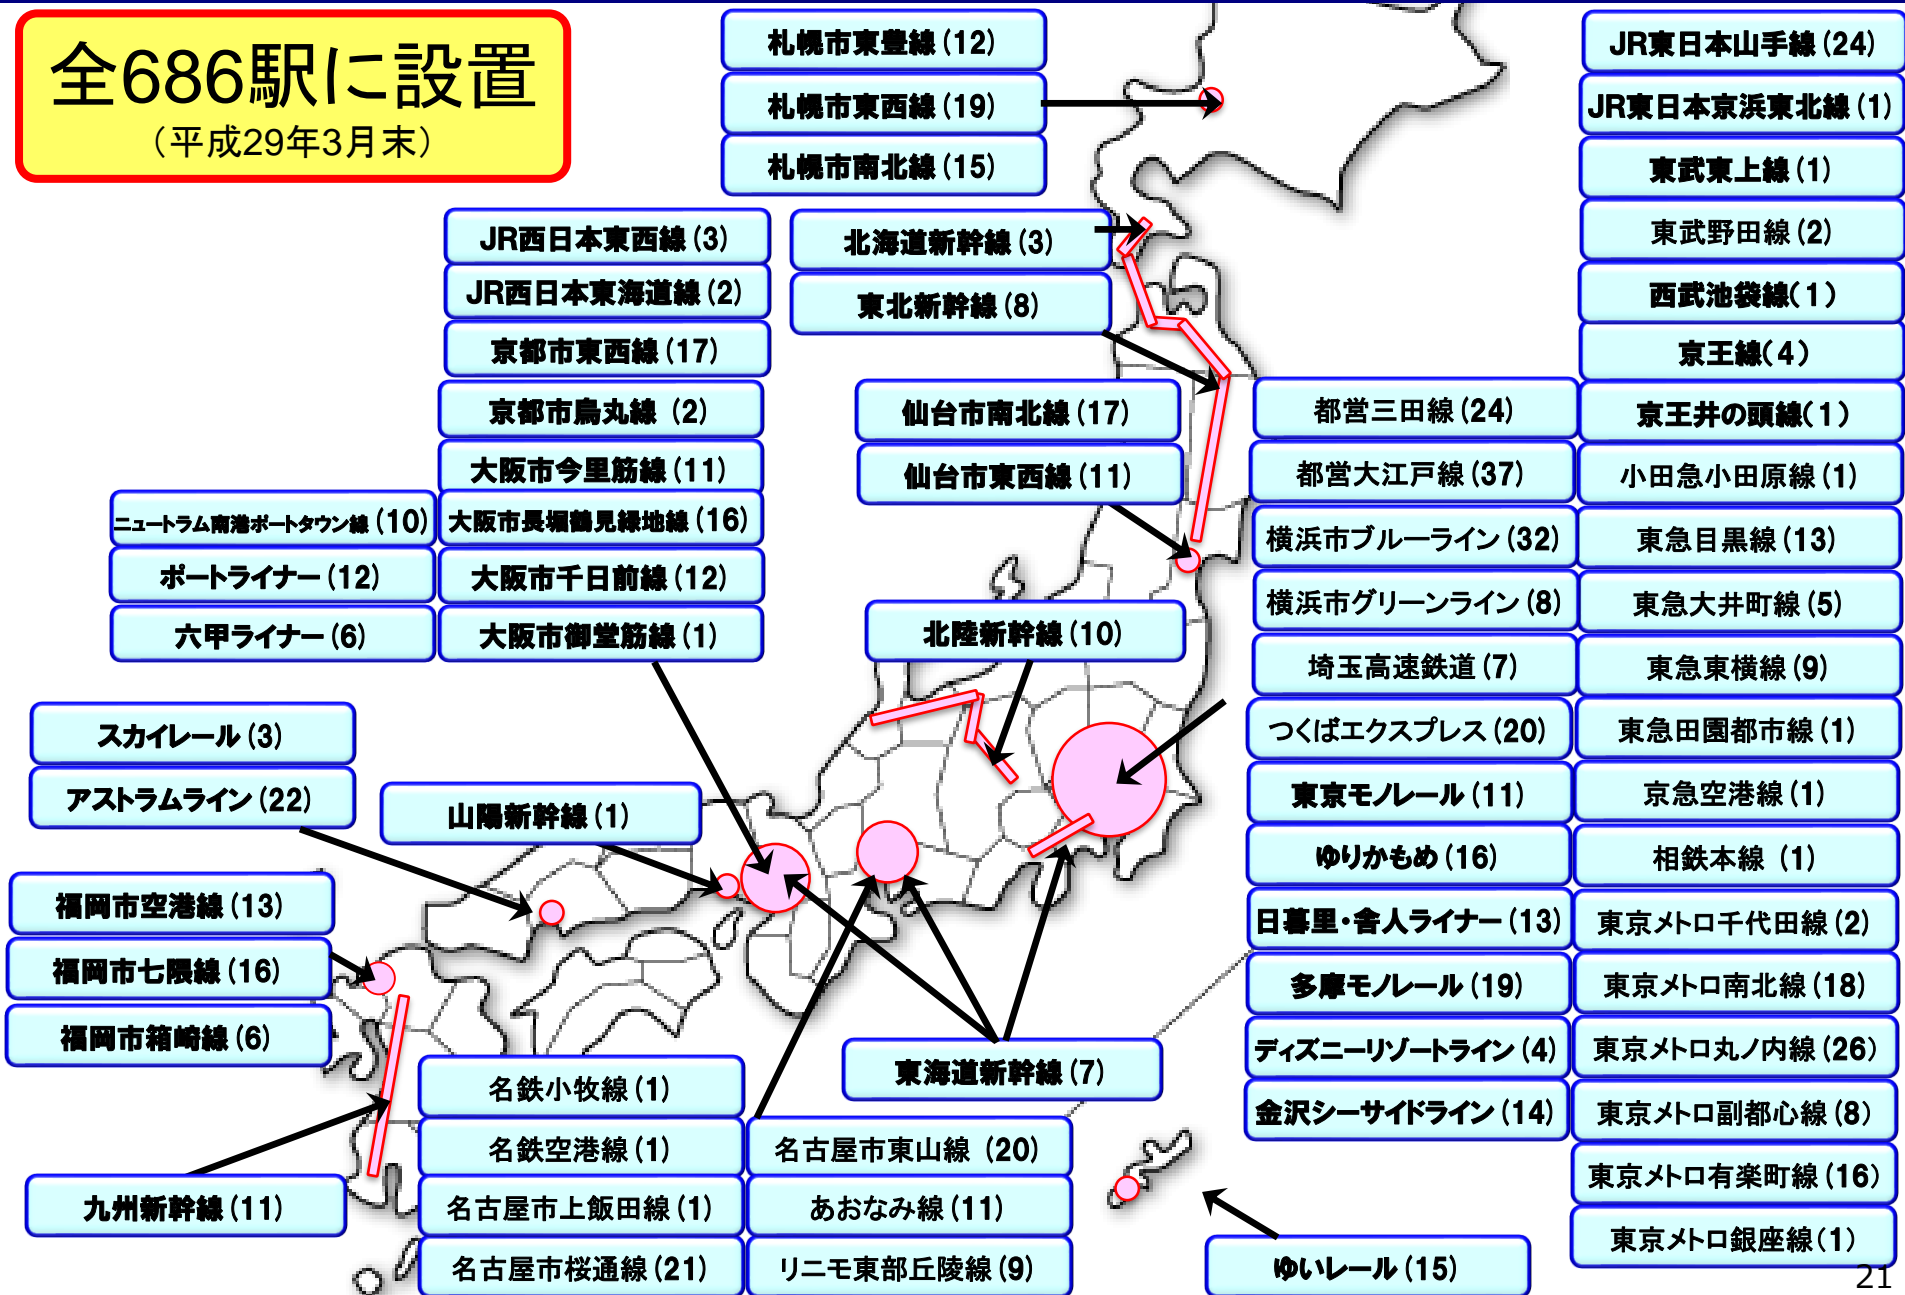 全686駅に設置
（平成29年3月末）
札幌市東豊線(12)
札幌市東西線(19)
札幌市南北線(15)
北海道新幹線(3)
東北新幹線(8)
JR西日本東西線(3)
JR西日本東海道線(2)
京都市東西線(17)
京都市烏丸線 (2)
大阪市今里筋線(11)
大阪市長堀鶴見緑地線(16)
大阪市千日前線(12)
大阪市御堂筋線(1)
ニュートラム南港ポートタウン線(10)
ポートライナー(12)
六甲ライナー(6)
仙台市南北線(17)
仙台市東西線(11)
北陸新幹線(10)
スカイレール(3)
アストラムライン(22)
山陽新幹線(1)
福岡市空港線(13)
福岡市七隈線(16)
福岡市箱崎線(6)
九州新幹線(11)
名鉄小牧線(1)
名鉄空港線(1)
名古屋市上飯田線(1)
名古屋市桜通線(21)
名古屋市東山線 (20)
あおなみ線(11)
リニモ東部丘陵線(9)
東海道新幹線(7)
ゆいレール(15)
都営三田線(24)
都営大江戸線(37)
横浜市ブルーライン(32)
横浜市グリーンライン(8)
埼玉高速鉄道(7)
つくばエクスプレス(20)
東京モノレール(11)
ゆりかもめ(16)
日暮里・舎人ライナー(13)
多摩モノレール(19)
ディズニーリゾートライン(4)
金沢シーサイドライン(14)
JR東日本山手線(24)
JR東日本京浜東北線(1)
東武東上線(1)
東武野田線(2)
西武池袋線(1)
京王線(4)
京王井の頭線(1)
小田急小田原線(1)
東急目黒線(13)
東急大井町線(5)
東急東横線(9)
東急田園都市線(1)
京急空港線(1)
相鉄本線 (1)
東京メトロ千代田線(2)
東京メトロ南北線(18)
東京メトロ丸ノ内線(26)
東京メトロ副都心線(8)
東京メトロ有楽町線(16)
東京メトロ銀座線(1)
21